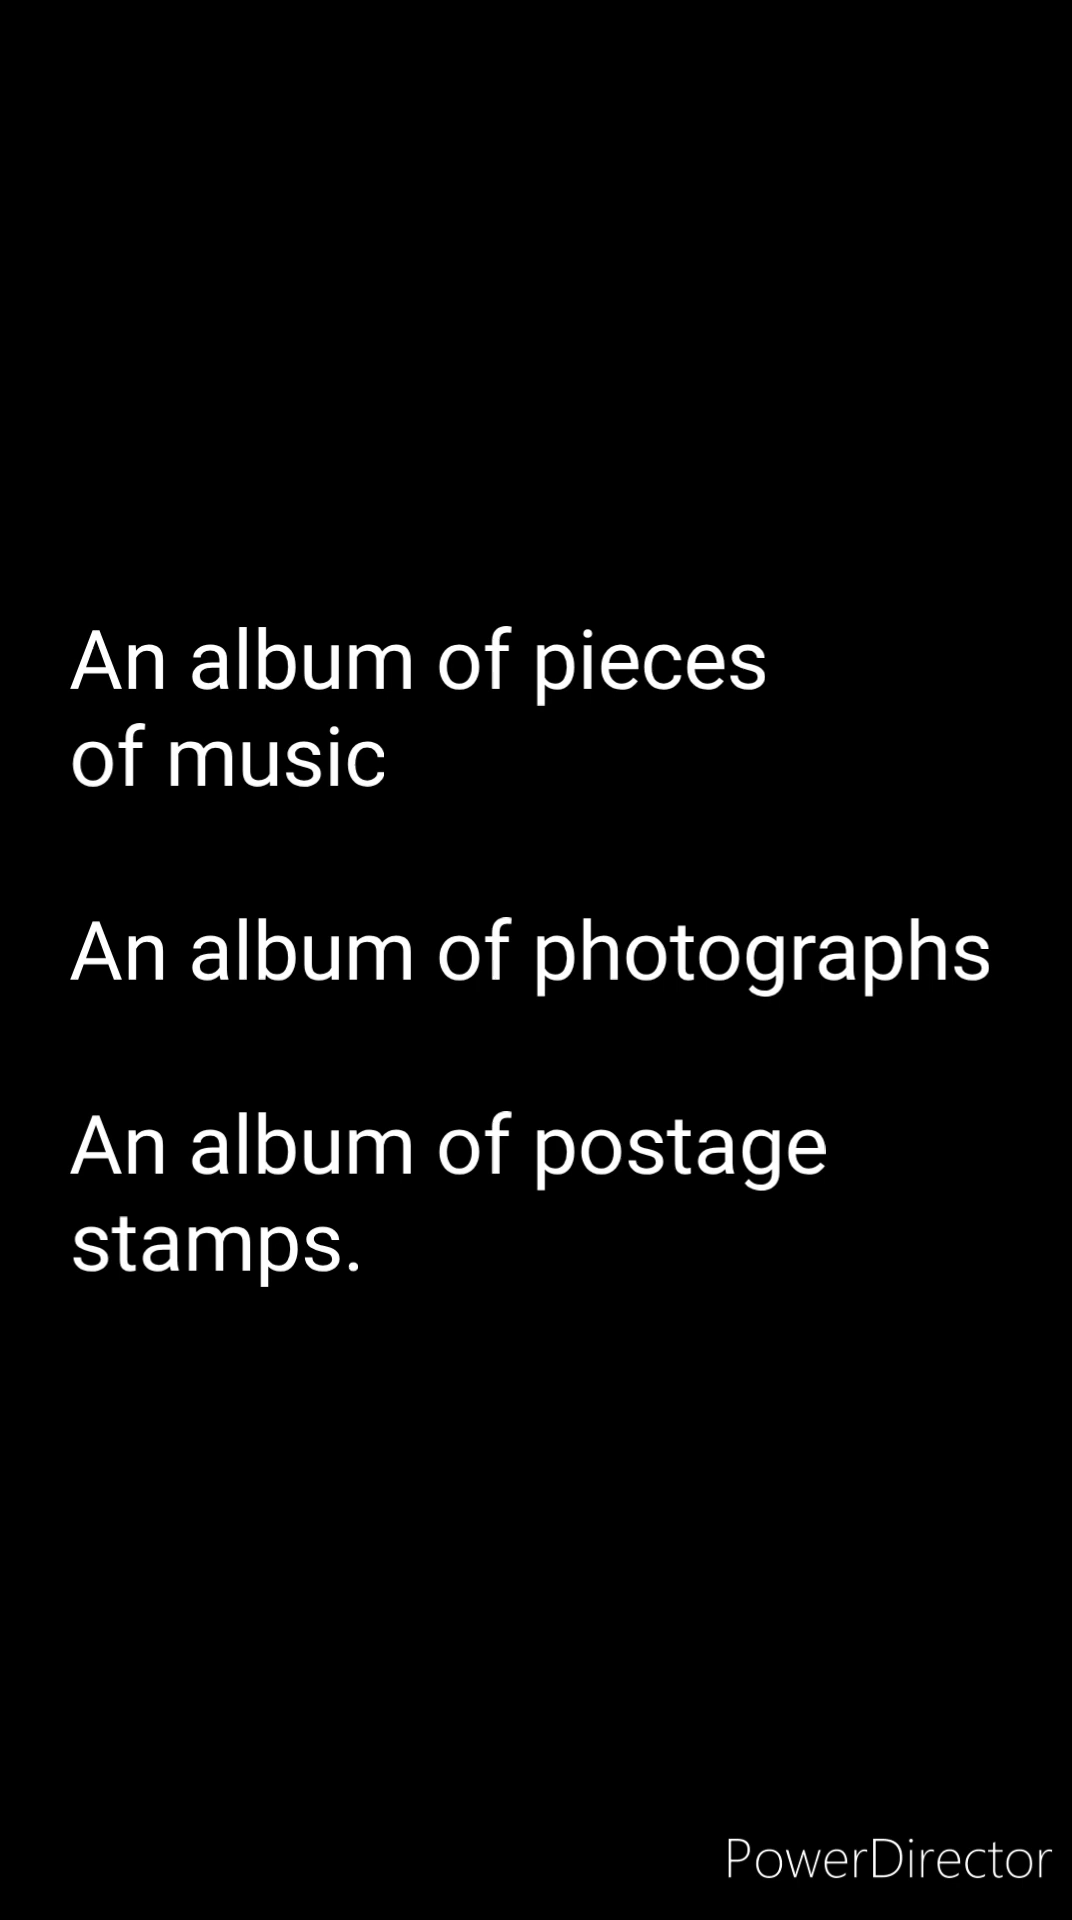 An album of pieces
of music
An album of photographs
An album of postage
stamps.
PowerDirector